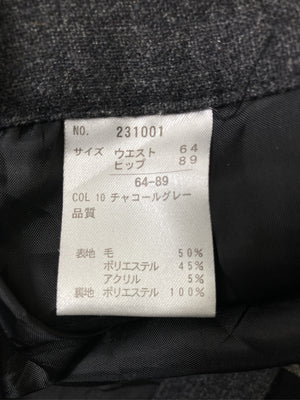 NO. 231001
サイズ ウエスト 64
ヒップ 89
64-89
COL 10 チャコールグレー
品質
表地 毛 50%
ポリエステル 45%
アクリル 5%
裏地 ポリエステル 100%